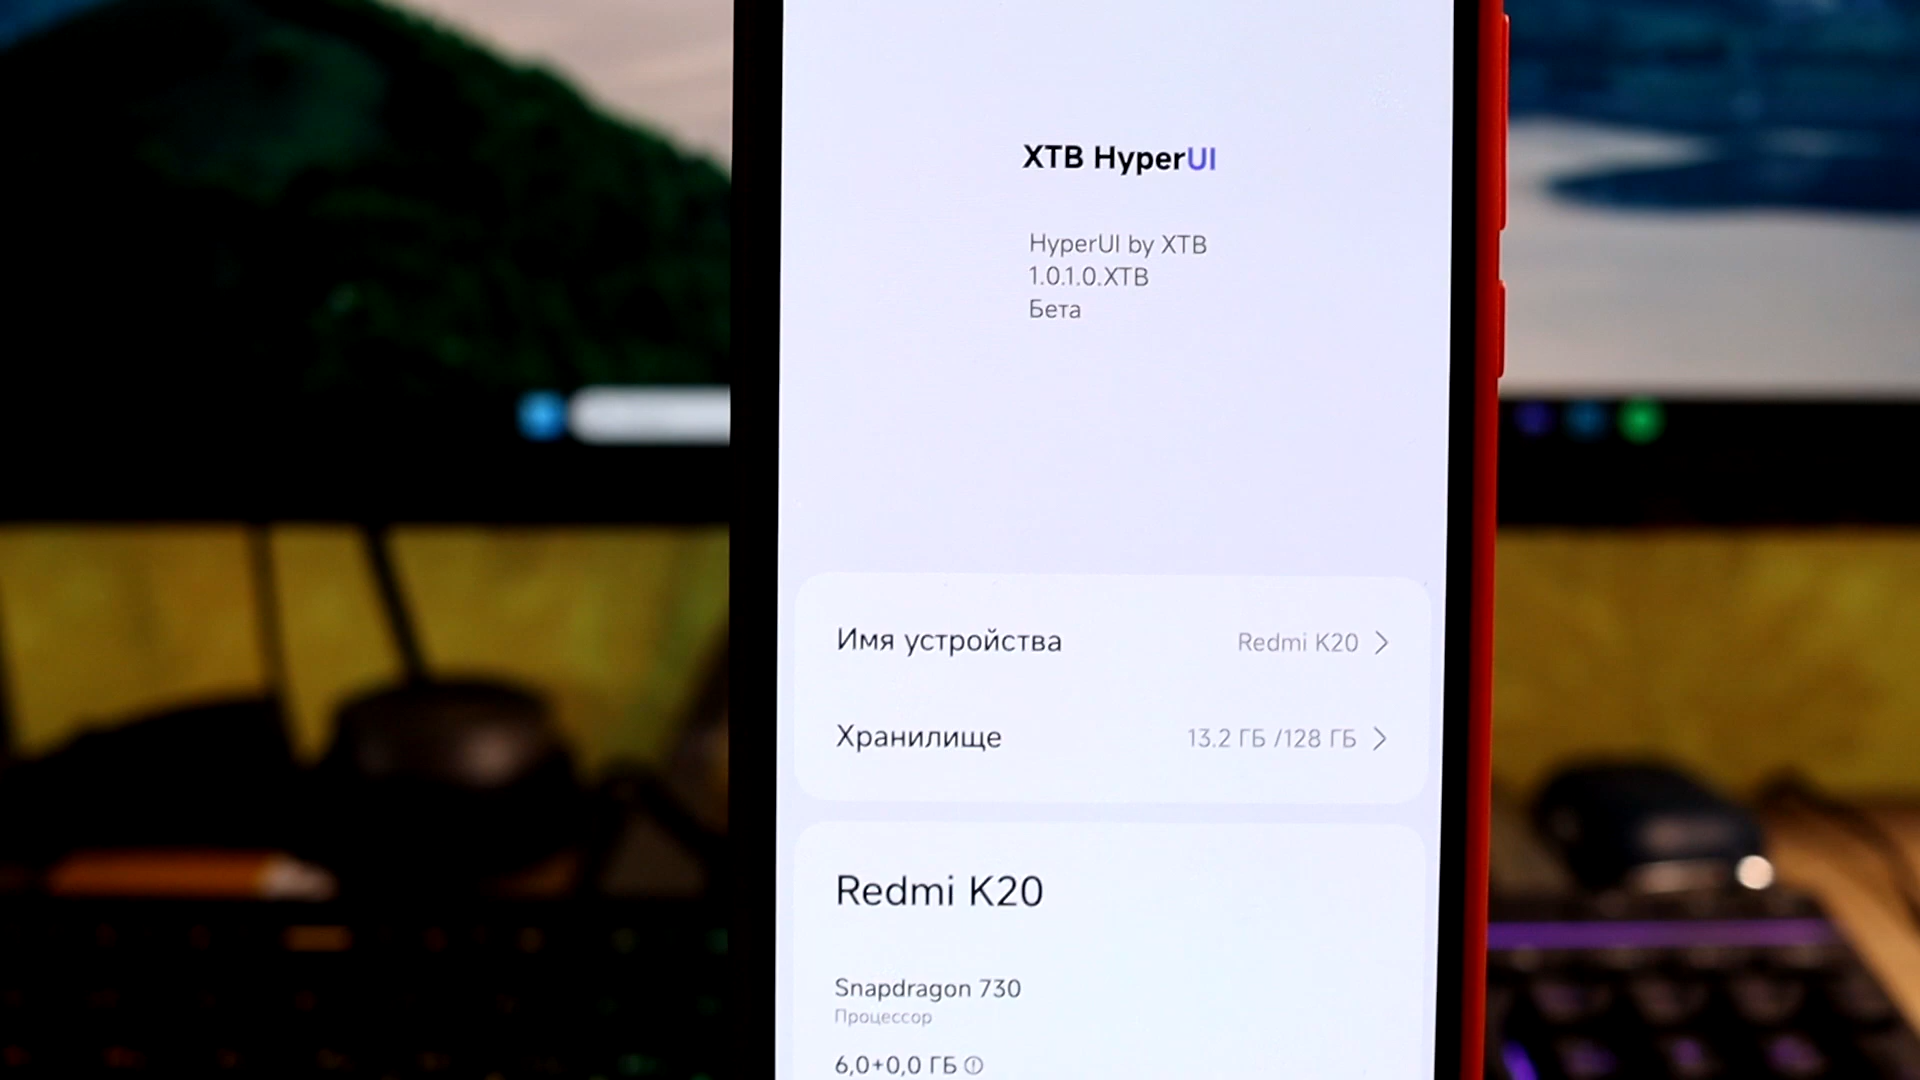 XTB HyperUI
HyperUI by XTB
1.0.1.0.XTB
Бета
Имя устройства Redmi K20
Хранилище 13.2 ГБ /128 ГБ
Redmi K20
Snapdragon 730
Процессор
6,0+0,0 ГБ